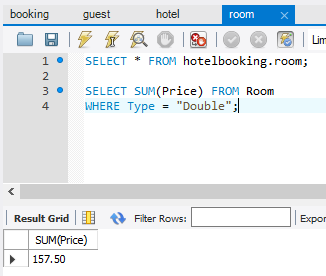 booking guest hotel room
Lim
1 SELECT * FROM hotelbooking.room;
2
3 SELECT SUM(Price) FROM Room
4 WHERE Type = "Double";
Result Grid Filter Rows: Expor
SUM(Price)
157.50